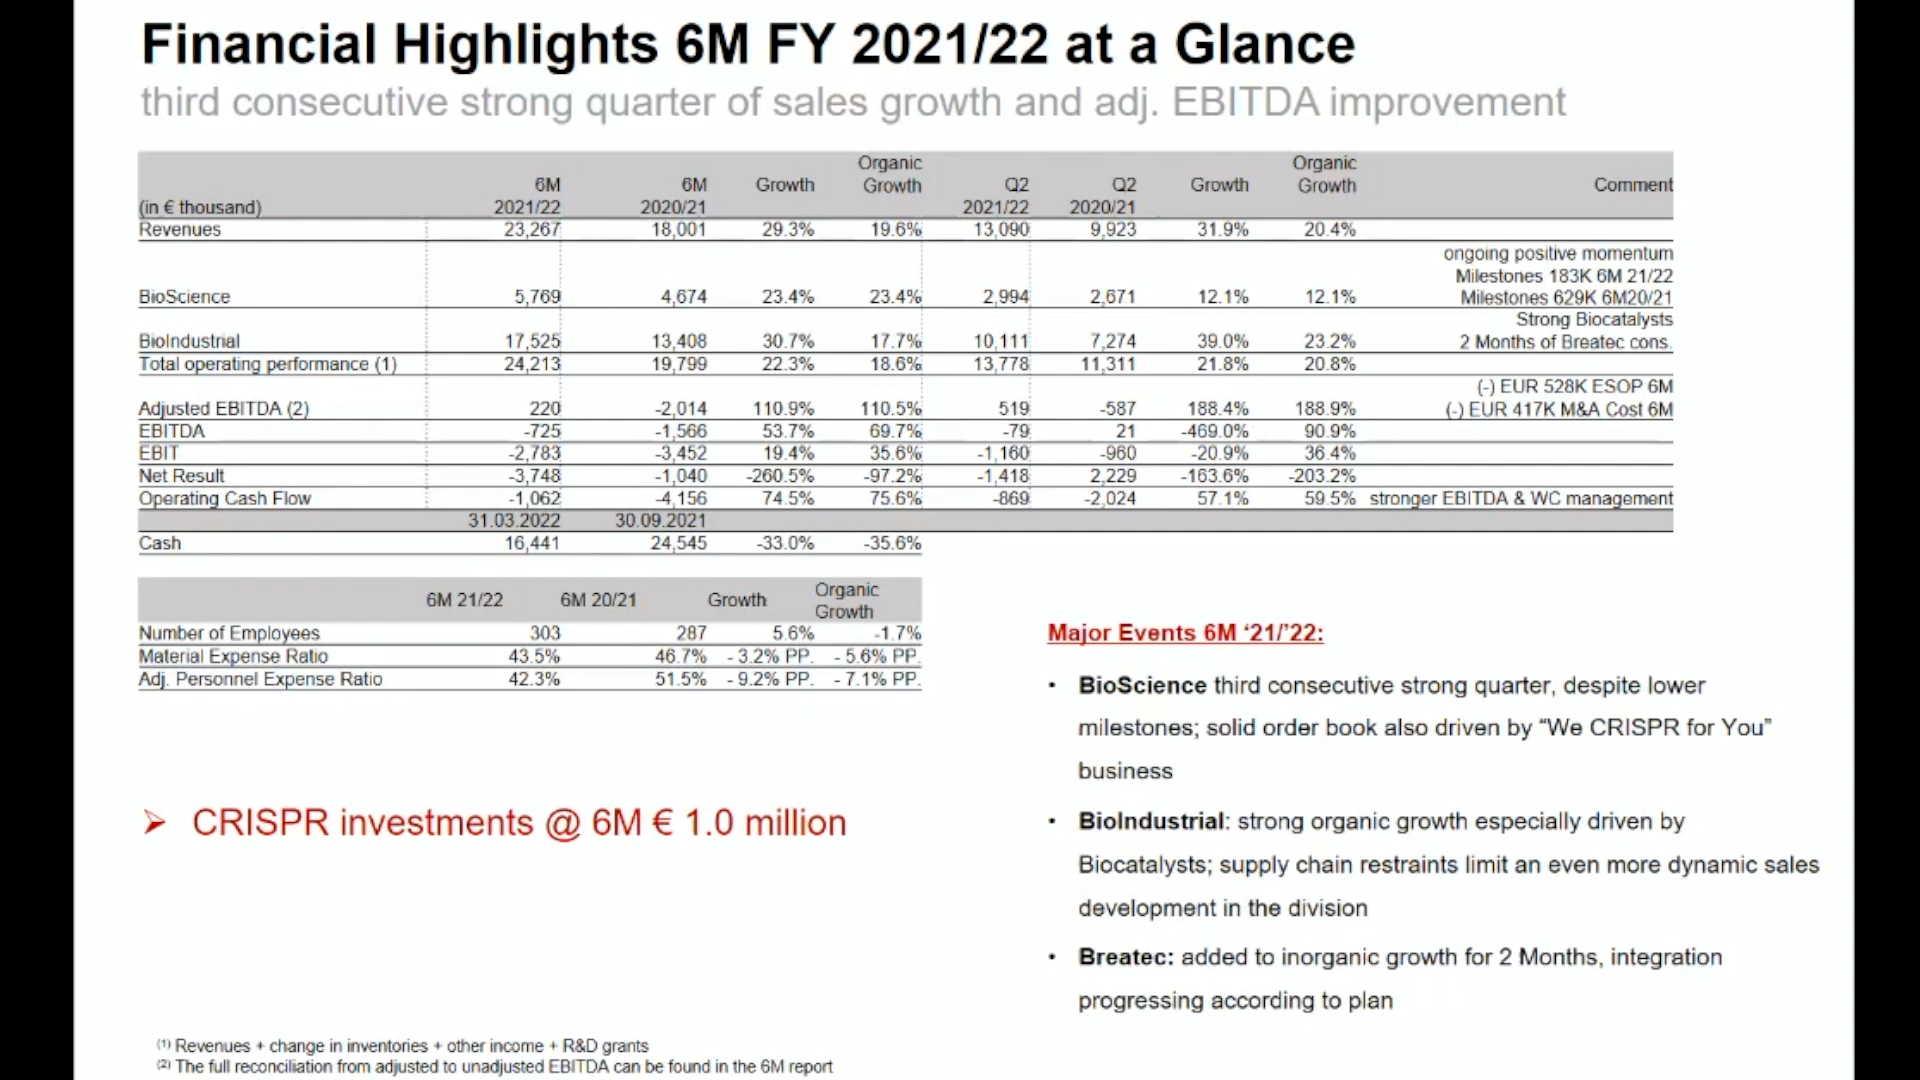 Financial Highlights 6M FY 2021/22 at a Glance
third consecutive strong quarter of sales growth and adj. EBITDA improvement
(in € thousand) 6M 2021/22 6M 2020/21 Growth Organic Growth Q2 2021/22 Q2 2020/21 Growth Organic Growth Comment
Revenues 23,267 18,001 29.3% 19.6% 13,090 9,923 31.9% 20.4%
ongoing positive momentum
Milestones 183K 6M 21/22
BioScience 5,769 4,674 23.4% 23.4% 2,994 2,671 12.1% 12.1% Milestones 629K 6M20/21
Strong Biocatalysts
BioIndustrial 17,525 13,408 30.7% 17.7% 10,111 7,274 39.0% 23.2% 2 Months of Breatec cons.
Total operating performance (1) 24,213 19,799 22.3% 18.6% 13,778 11,311 21.8% 20.8%
(-) EUR 528K ESOP 6M
Adjusted EBITDA (2) 220 -2,014 110.9% 110.5% 519 -587 188.4% 188.9% (-) EUR 417K M&A Cost 6M
EBITDA -725 -1,566 53.7% 69.7% -79 21 -469.0% 90.9%
EBIT -2,783 -3,452 19.4% 35.6% -1,160 -960 -20.9% 36.4%
Net Result -3,748 -1,040 -260.5% -97.2% -1,418 2,229 -163.6% -203.2%
Operating Cash Flow -1,062 -4,156 74.5% 75.6% -869 -2,024 57.1% 59.5% stronger EBITDA & WC management
31.03.2022 30.09.2021
Cash 16,441 24,545 -33.0% -35.6%
6M 21/22 6M 20/21 Growth Organic Growth
Number of Employees 303 287 5.6% -1.7%
Material Expense Ratio 43.5% 46.7% - 3.2% PP. - 5.6% PP.
Adj. Personnel Expense Ratio 42.3% 51.5% - 9.2% PP. - 7.1% PP.
➢ CRISPR investments @ 6M € 1.0 million
Major Events 6M ‘21/’22:
• BioScience third consecutive strong quarter, despite lower
milestones; solid order book also driven by “We CRISPR for You”
business
• BioIndustrial: strong organic growth especially driven by
Biocatalysts; supply chain restraints limit an even more dynamic sales
development in the division
• Breatec: added to inorganic growth for 2 Months, integration
progressing according to plan
(1) Revenues + change in inventories + other income + R&D grants
(2) The full reconciliation from adjusted to unadjusted EBITDA can be found in the 6M report